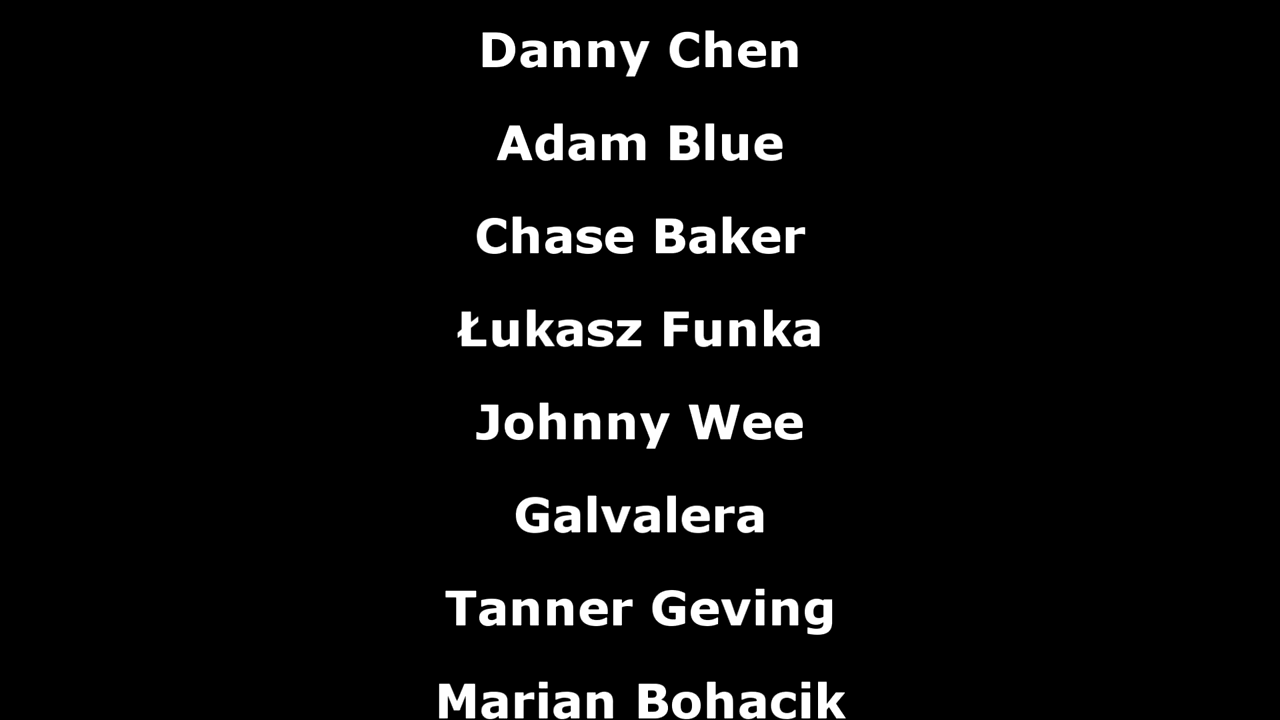 Danny Chen
Adam Blue
Chase Baker
Łukasz Funka
Johnny Wee
Galvalera
Tanner Geving
Marian Bohacik